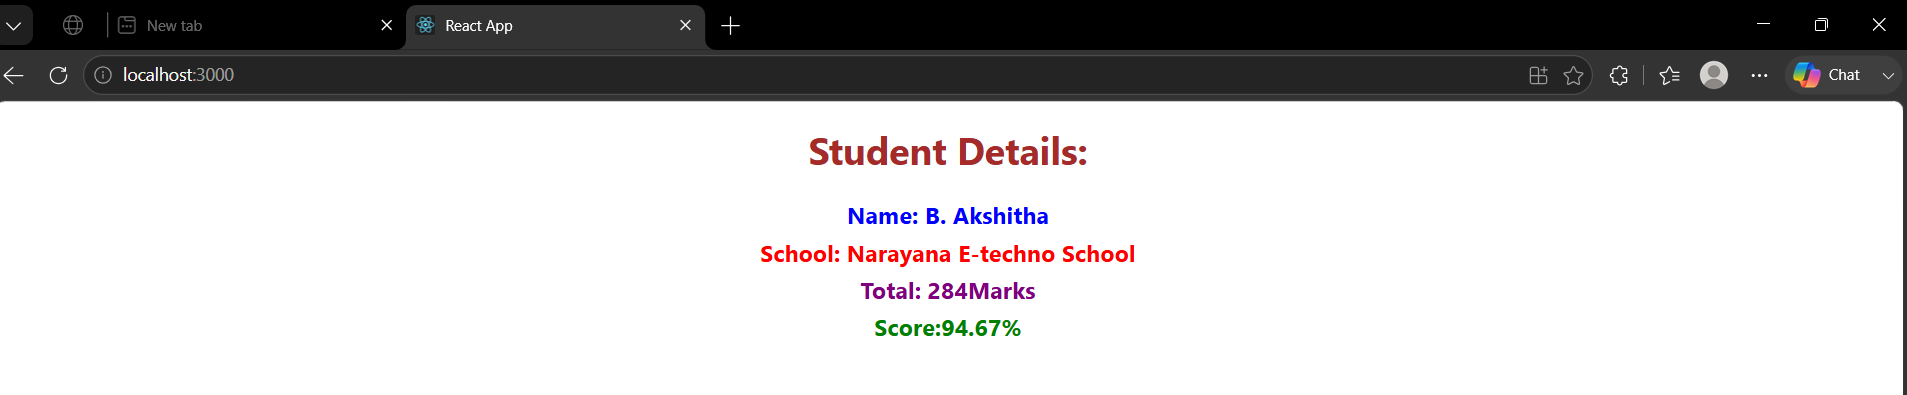 New tab
React App
localhost:3000
Chat
Student Details:
Name: B. Akshitha
School: Narayana E-techno School
Total: 284Marks
Score:94.67%